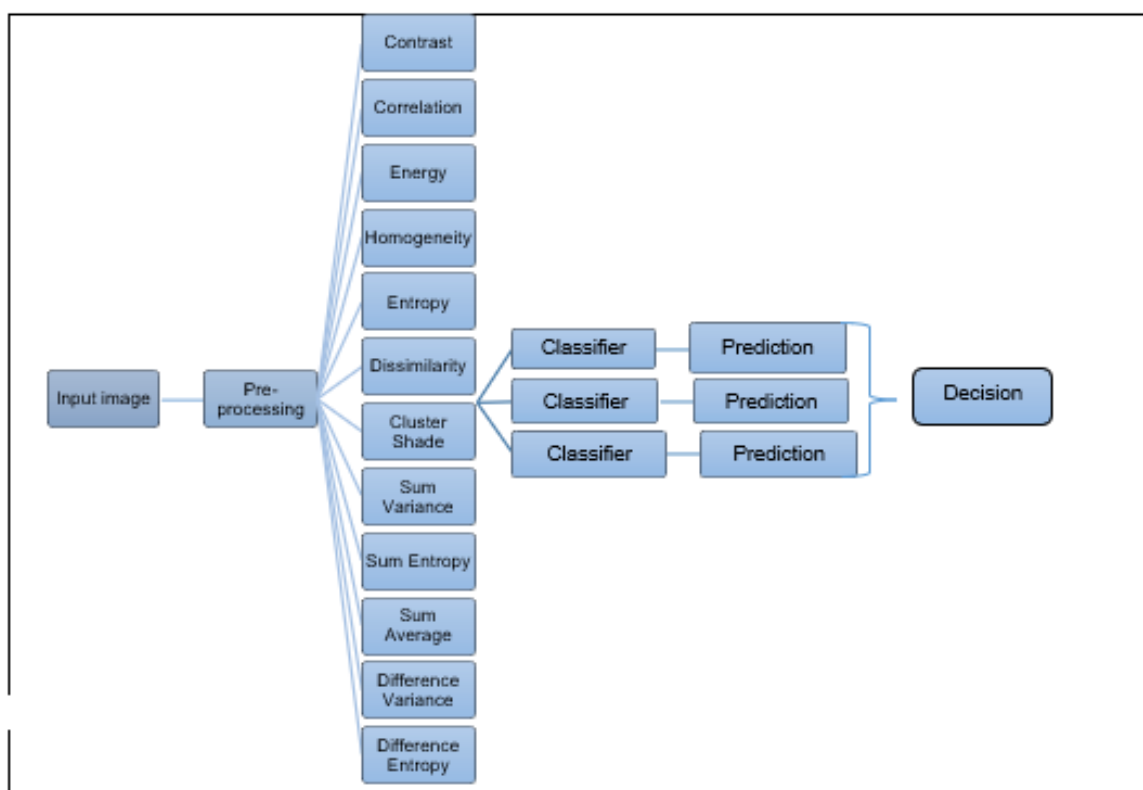 Input image
Pre-
processing
Contrast
Correlation
Energy
Homogeneity
Entropy
Dissimilarity
Cluster
Shade
Sum
Variance
Sum Entropy
Sum
Average
Difference
Variance
Difference
Entropy
Classifier
Prediction
Classifier
Prediction
Classifier
Prediction
Decision